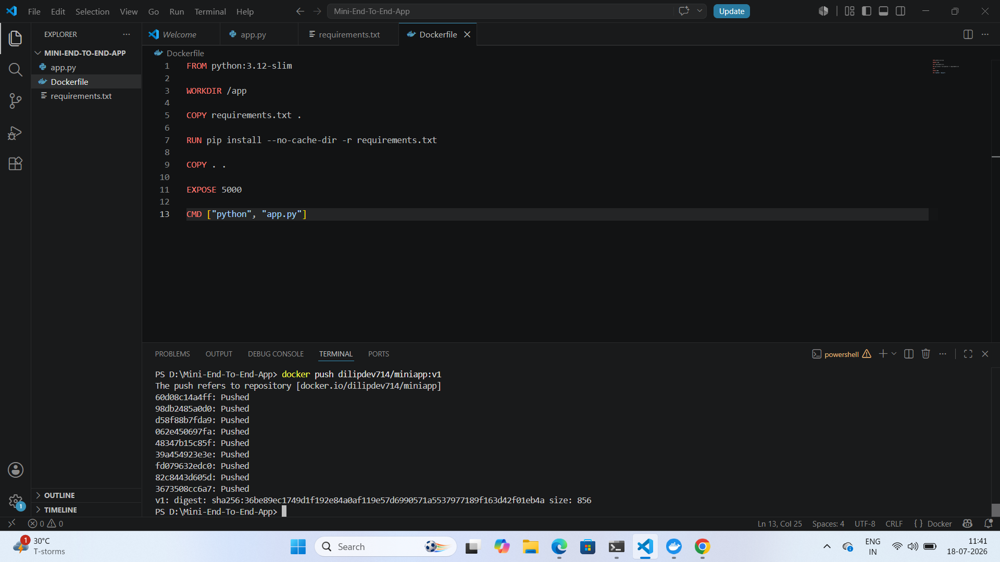 File Edit Selection View Go Run Terminal Help
Mini-End-To-End-App
Update
EXPLORER
MINI-END-TO-END-APP
app.py
Dockerfile
requirements.txt
OUTLINE
TIMELINE
Welcome
app.py
requirements.txt
Dockerfile
Dockerfile
1 FROM python:3.12-slim
2
3 WORKDIR /app
4
5 COPY requirements.txt .
6
7 RUN pip install --no-cache-dir -r requirements.txt
8
9 COPY . .
10
11 EXPOSE 5000
12
13 CMD ["python", "app.py"]
PROBLEMS OUTPUT DEBUG CONSOLE TERMINAL PORTS
powershell
PS D:\Mini-End-To-End-App> docker push dilipdev714/miniapp:v1
The push refers to repository [docker.io/dilipdev714/miniapp]
60d08c14a4ff: Pushed
98db2485a0d0: Pushed
d58f88b7fda9: Pushed
062e450697fa: Pushed
48347b15c85f: Pushed
39a454923e3e: Pushed
fd079632edc0: Pushed
82c8443d605d: Pushed
3673508cc6a7: Pushed
v1: digest: sha256:36be89ec1749d1f192e84a0af119e57d6990571a5537977189f163d42f01eb4a size: 856
PS D:\Mini-End-To-End-App>
1
0 0
Ln 13, Col 25 Spaces: 4 UTF-8 CRLF { } Docker
1
30°C
T-storms
Search
ENG
IN
11:41
18-07-2026